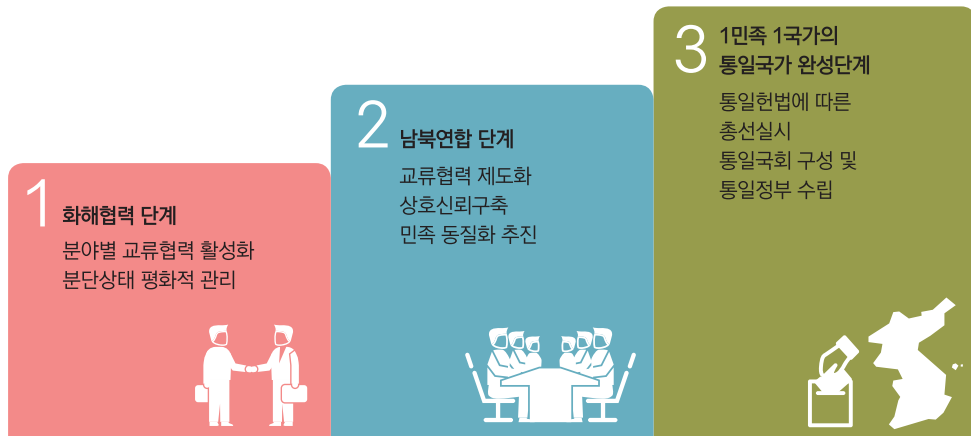 1
화해협력 단계
분야별 교류협력 활성화
분단상태 평화적 관리
2
남북연합 단계
교류협력 제도화
상호신뢰구축
민족 동질화 추진
3
1민족 1국가의
통일국가 완성단계
통일헌법에 따른
총선실시
통일국회 구성 및
통일정부 수립